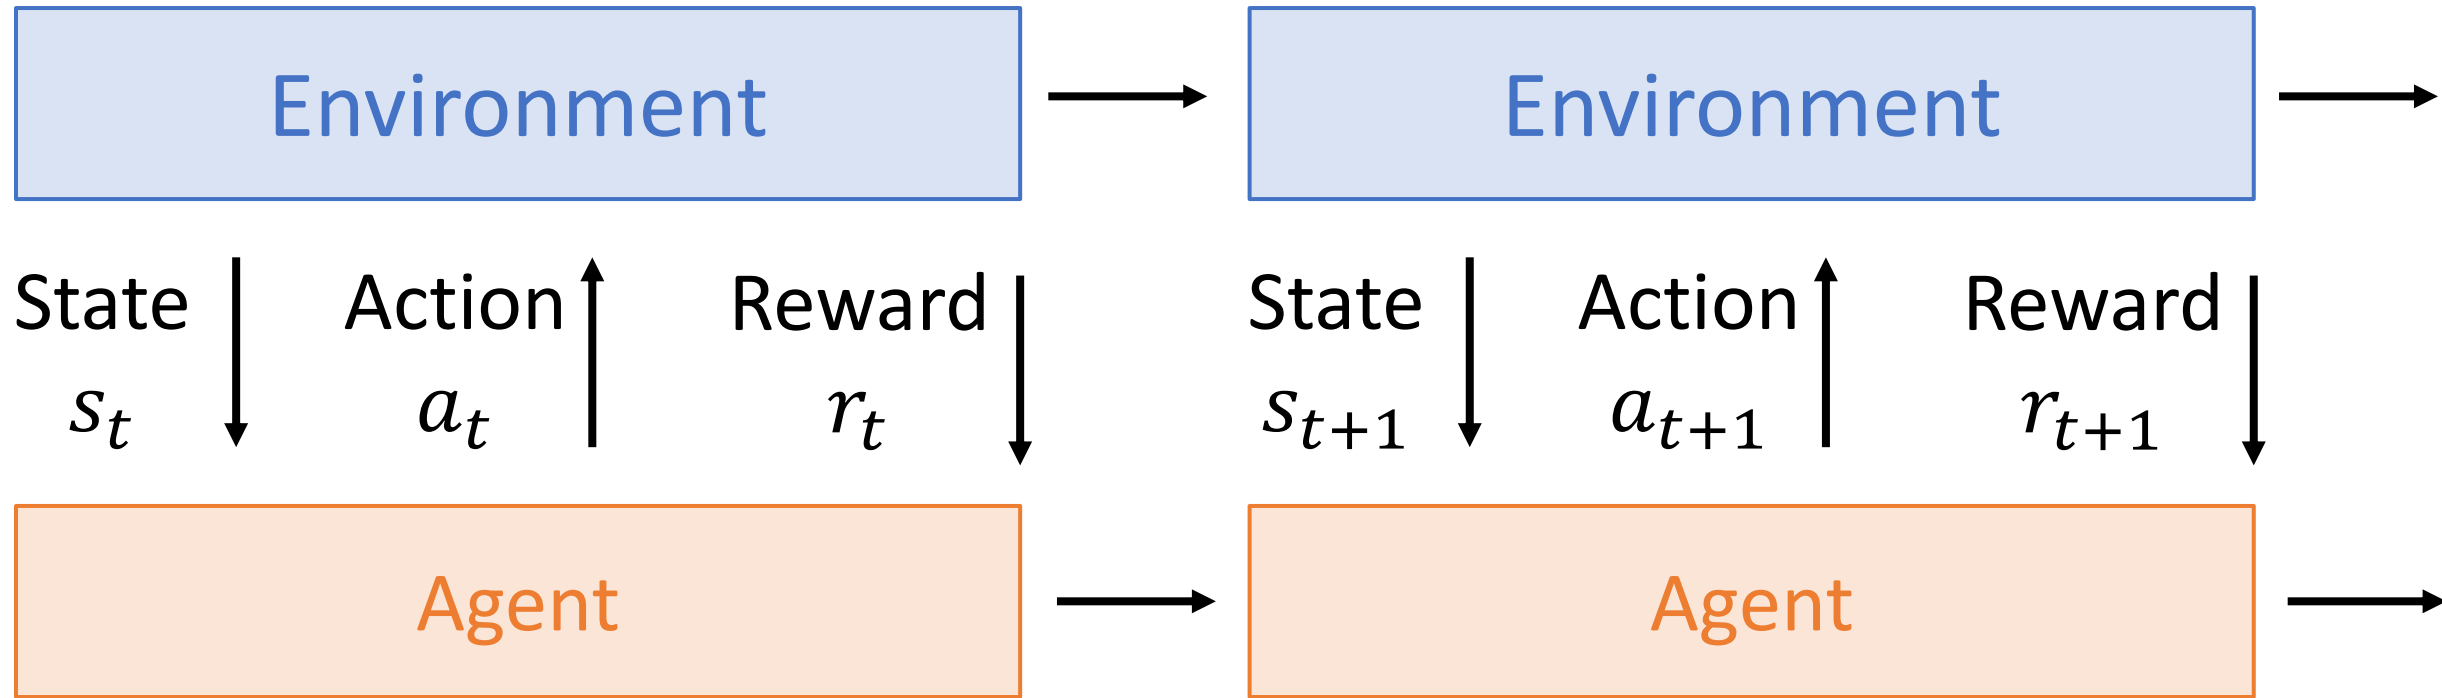 Environment Environment
State Action Reward State Action Reward
s_t a_t r_t s_{t+1} a_{t+1} r_{t+1}
Agent Agent